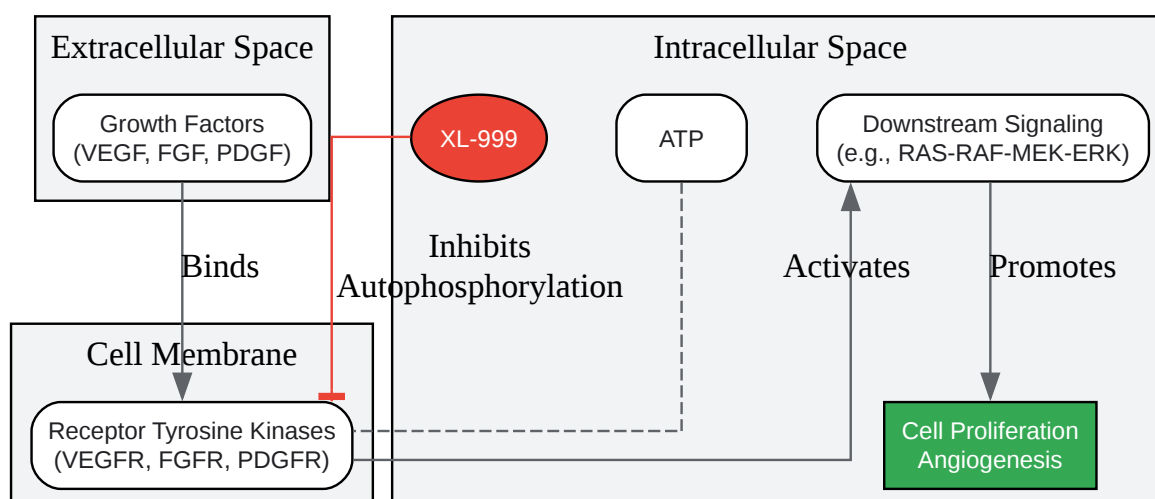 Extracellular Space
Intracellular Space
Growth Factors
(VEGF, FGF, PDGF)
XL-999
ATP
Downstream Signaling
(e.g., RAS-RAF-MEK-ERK)
Binds
Inhibits
Autophosphorylation
Activates
Promotes
Cell Membrane
Receptor Tyrosine Kinases
(VEGFR, FGFR, PDGFR)
Cell Proliferation
Angiogenesis